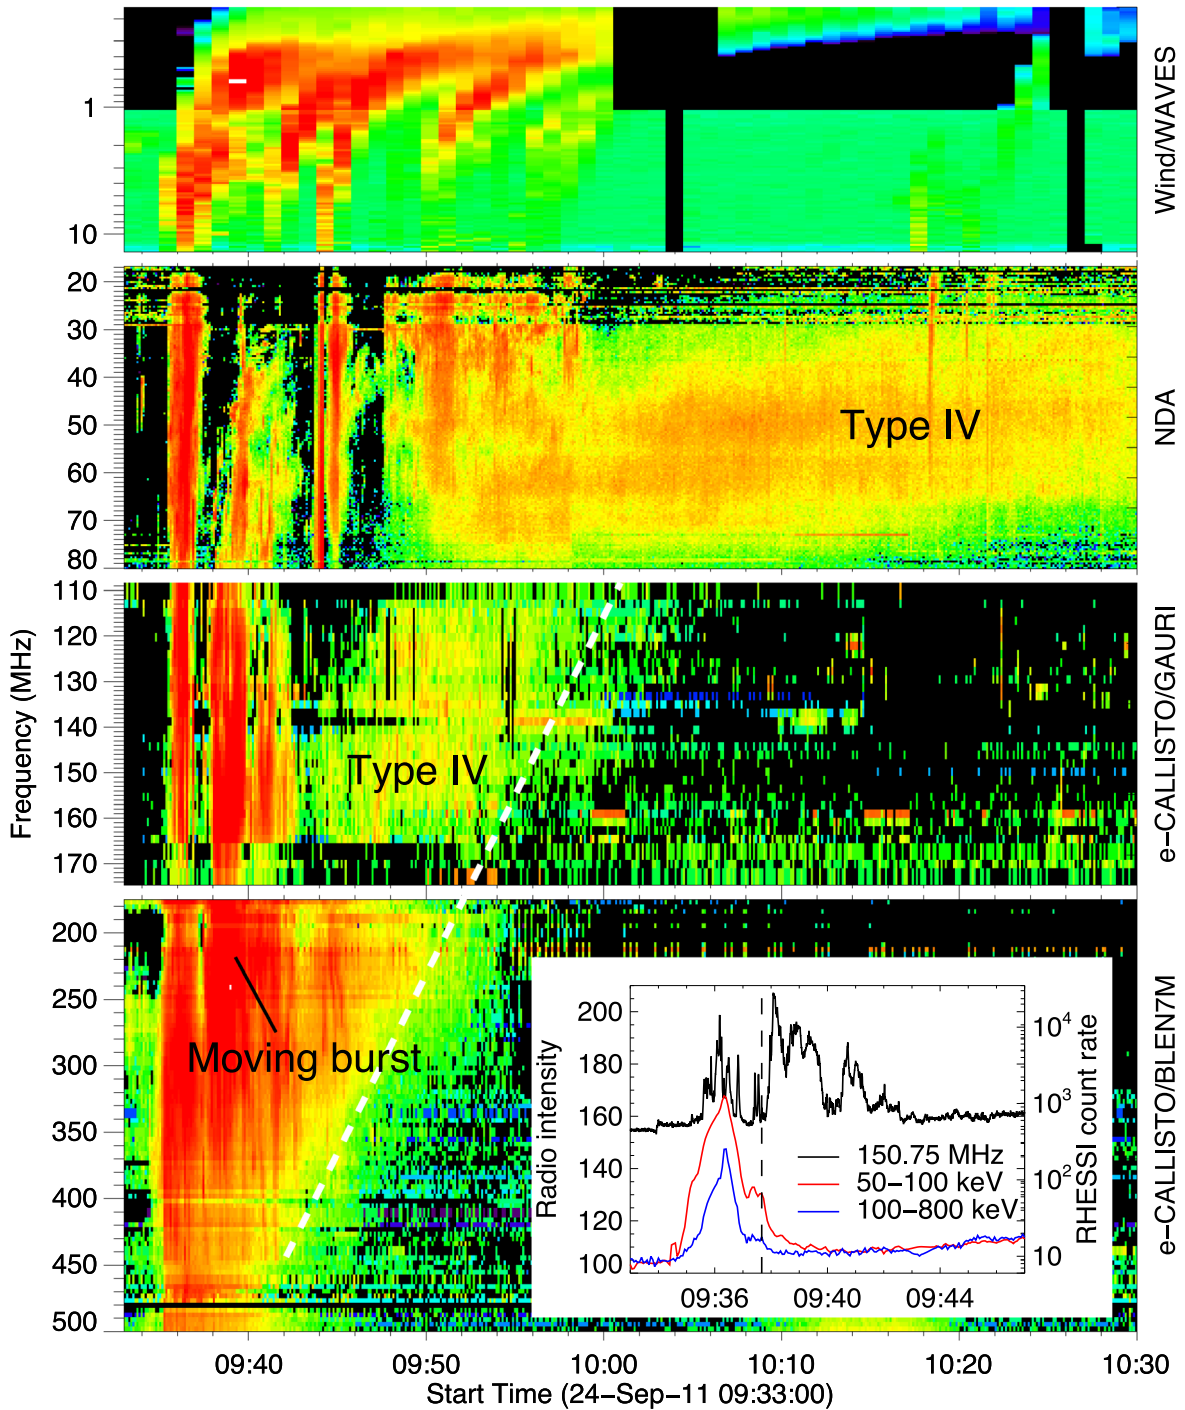 1
10
Wind/WAVES
20
30
40
50
60
70
80
Type IV
NDA
110
120
130
140
150
160
170
Type IV
e-CALLISTO/GAURI
Frequency (MHz)
200
250
300
350
400
450
500
Moving burst
e-CALLISTO/BLEN7M
200
180
160
140
120
100
Radio intensity
10^4
10^3
10^2
10
RHESSI count rate
150.75 MHz
50-100 keV
100-800 keV
09:36 09:40 09:44
09:40 09:50 10:00 10:10 10:20 10:30
Start Time (24-Sep-11 09:33:00)